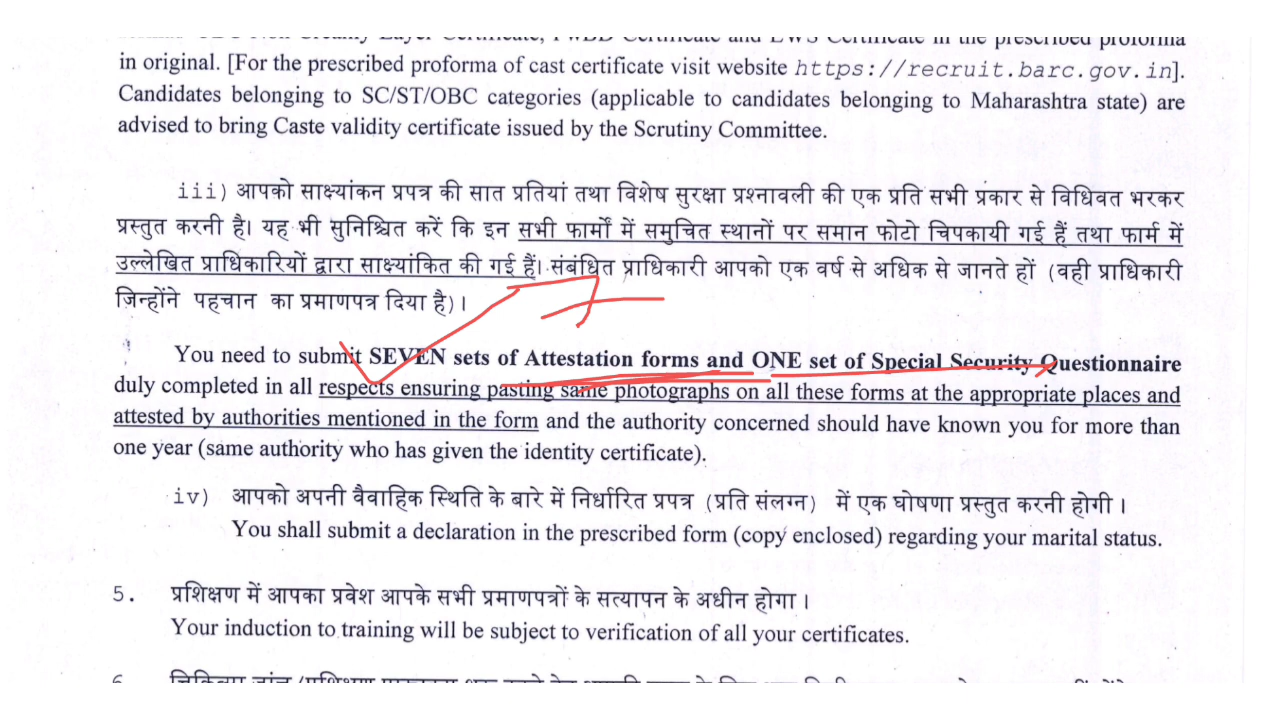 in original. [For the prescribed proforma of cast certificate visit website https://recruit.barc.gov.in].
Candidates belonging to SC/ST/OBC categories (applicable to candidates belonging to Maharashtra state) are
advised to bring Caste validity certificate issued by the Scrutiny Committee.
iii) आपको साक्ष्यांकन प्रपत्र की सात प्रतियां तथा विशेष सुरक्षा प्रश्नावली की एक प्रति सभी प्रकार से विधिवत भरकर
प्रस्तुत करनी है। यह भी सुनिश्चित करें कि इन सभी फार्मों में समुचित स्थानों पर समान फोटो चिपकायी गई हैं तथा फार्म में
उल्लेखित प्राधिकारियों द्वारा साक्ष्यांकित की गई हैं। संबंधित प्राधिकारी आपको एक वर्ष से अधिक से जानते हों (वही प्राधिकारी
जिन्होंने पहचान का प्रमाणपत्र दिया है)।
You need to submit SEVEN sets of Attestation forms and ONE set of Special Security Questionnaire
duly completed in all respects ensuring pasting same photographs on all these forms at the appropriate places and
attested by authorities mentioned in the form and the authority concerned should have known you for more than
one year (same authority who has given the identity certificate).
iv) आपको अपनी वैवाहिक स्थिति के बारे में निर्धारित प्रपत्र (प्रति संलग्न) में एक घोषणा प्रस्तुत करनी होगी।
You shall submit a declaration in the prescribed form (copy enclosed) regarding your marital status.
5. प्रशिक्षण में आपका प्रवेश आपके सभी प्रमाणपत्रों के सत्यापन के अधीन होगा।
Your induction to training will be subject to verification of all your certificates.